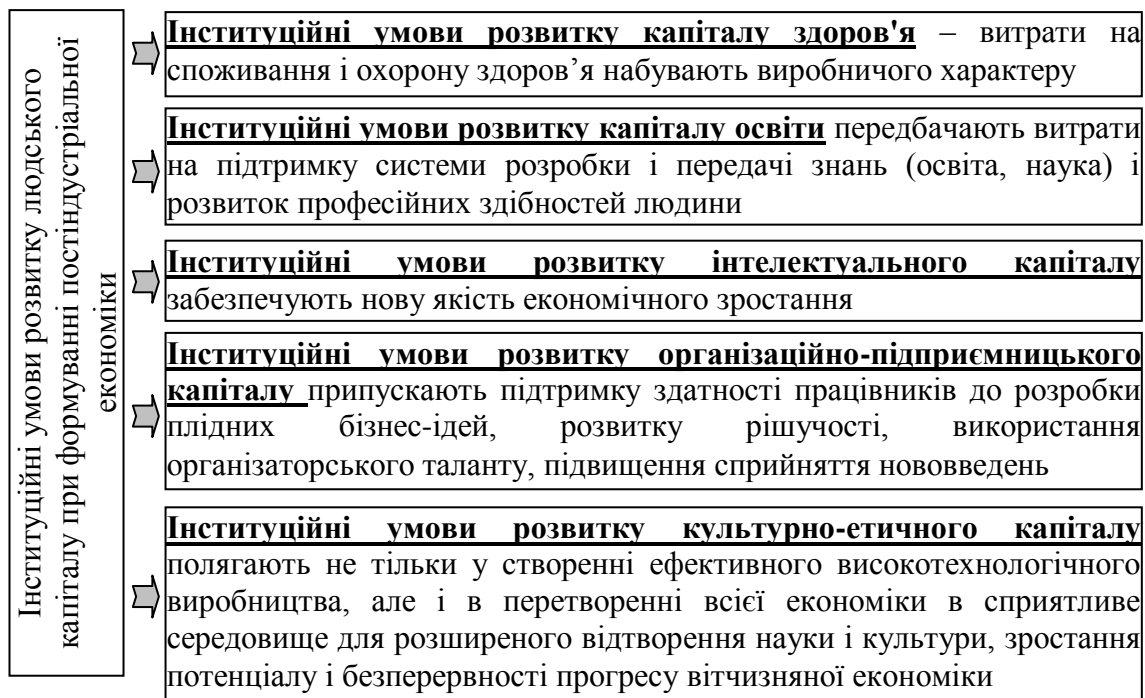 Інституційні умови розвитку людського
капіталу при формуванні постіндустріальної
економіки
Інституційні умови розвитку капіталу здоров'я – витрати на
споживання і охорону здоров’я набувають виробничого характеру
Інституційні умови розвитку капіталу освіти передбачають витрати
на підтримку системи розробки і передачі знань (освіта, наука) і
розвиток професійних здібностей людини
Інституційні умови розвитку інтелектуального капіталу
забезпечують нову якість економічного зростання
Інституційні умови розвитку організаційно-підприємницького
капіталу припускають підтримку здатності працівників до розробки
плідних бізнес-ідей, розвитку рішучості, використання
організаторського таланту, підвищення сприйняття нововведень
Інституційні умови розвитку культурно-етичного капіталу
полягають не тільки у створенні ефективного високотехнологічного
виробництва, але і в перетворенні всієї економіки в сприятливе
середовище для розширеного відтворення науки і культури, зростання
потенціалу і безперервності прогресу вітчизняної економіки